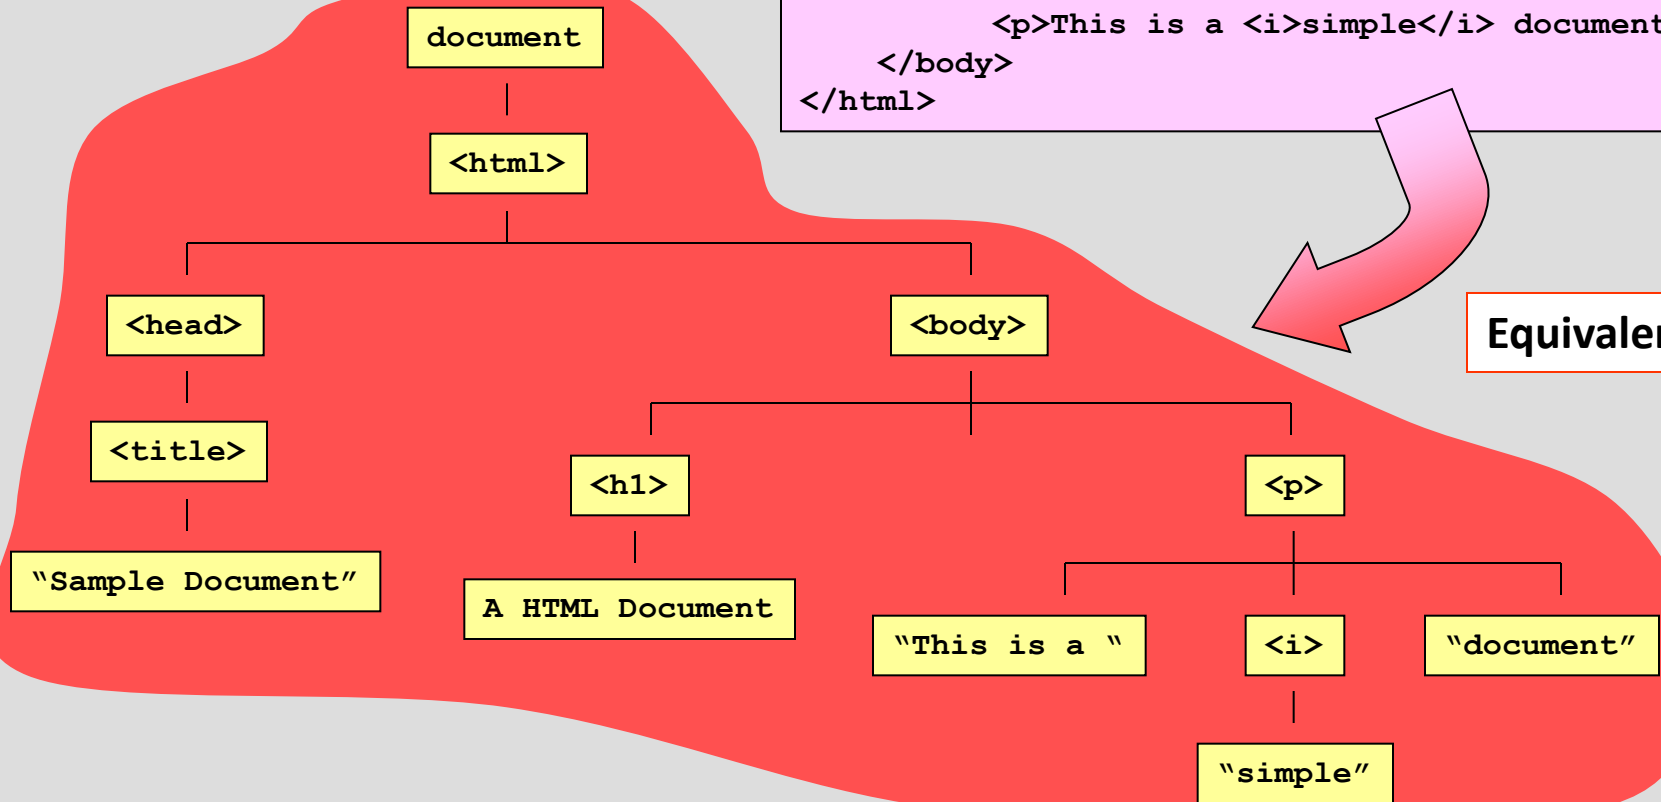 <p>This is a <i>simple</i> document
</body>
</html>
document
<html>
<head>
<body>
Equivale
<title>
<h1>
<p>
“Sample Document”
A HTML Document
“This is a “
<i>
“document”
“simple”